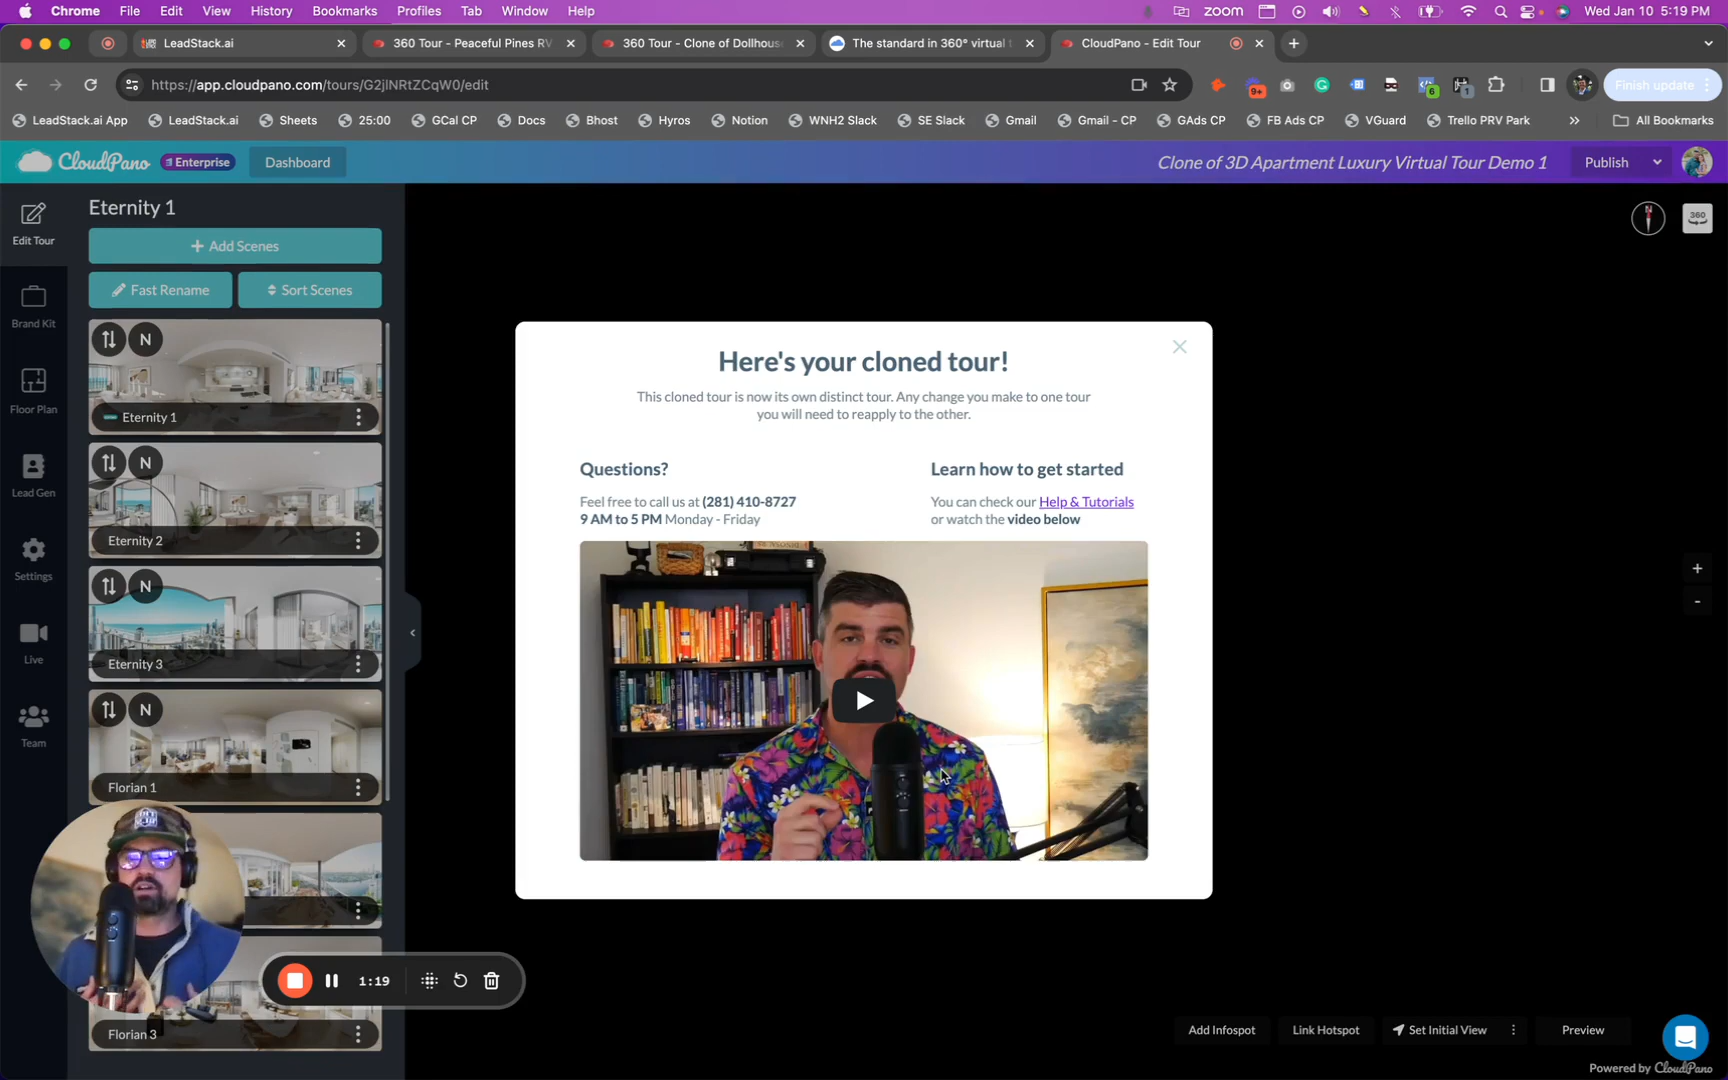 Chrome File Edit View History Bookmarks Profiles Tab Window Help
zoom Wed Jan 10 5:19 PM
LeadStack.ai
360 Tour - Peaceful Pines RV
360 Tour - Clone of Dollhous
The standard in 360° virtual t
CloudPano - Edit Tour
https://app.cloudpano.com/tours/G2jlNRtZCqW0/edit
9+ 6 1 Finish update
LeadStack.ai App LeadStack.ai Sheets 25:00 GCal CP Docs Bhost Hyros Notion WNH2 Slack SE Slack Gmail Gmail - CP GAds CP FB Ads CP VGuard Trello PRV Park » All Bookmarks
CloudPano Enterprise Dashboard Clone of 3D Apartment Luxury Virtual Tour Demo 1 Publish
Eternity 1
Edit Tour
+ Add Scenes
Fast Rename Sort Scenes
Brand Kit
Floor Plan
Lead Gen
Settings
Live
Team
N
Eternity 1
N
Eternity 2
N
Eternity 3
N
Florian 1
Florian 3
360
Here's your cloned tour!
This cloned tour is now its own distinct tour. Any change you make to one tour
you will need to reapply to the other.
Questions?
Feel free to call us at (281) 410-8727
9 AM to 5 PM Monday - Friday
Learn how to get started
You can check our Help & Tutorials
or watch the video below
+
-
1:19
Add Infospot Link Hotspot Set Initial View Preview
Powered by CloudPano